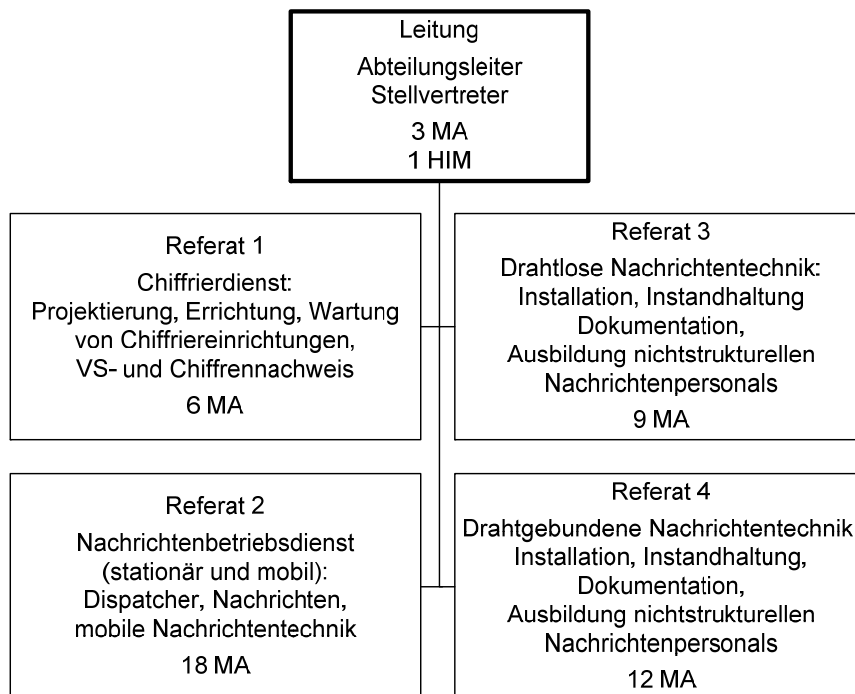 Leitung
Abteilungsleiter
Stellvertreter
3 MA
1 HIM
Referat 1
Chiffrierdienst:
Projektierung, Errichtung, Wartung
von Chiffriereinrichtungen,
VS- und Chiffrennachweis
6 MA
Referat 3
Drahtlose Nachrichtentechnik:
Installation, Instandhaltung
Dokumentation,
Ausbildung nichtstrukturellen
Nachrichtenpersonals
9 MA
Referat 2
Nachrichtenbetriebsdienst
(stationär und mobil):
Dispatcher, Nachrichten,
mobile Nachrichtentechnik
18 MA
Referat 4
Drahtgebundene Nachrichtentechnik
Installation, Instandhaltung,
Dokumentation,
Ausbildung nichtstrukturellen
Nachrichtenpersonals
12 MA